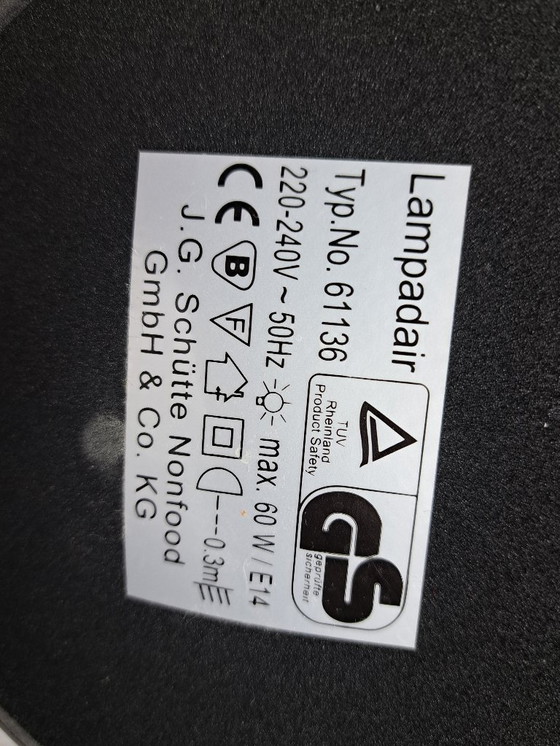 Lampadair
Typ.No. 61136
TÜV
Rheinland
Product Safety
GS
geprüfte
sicherheit
220-240V ~ 50Hz max. 60 W / E14
CE B F 0.3m
J.G. Schütte Nonfood
GmbH & Co. KG